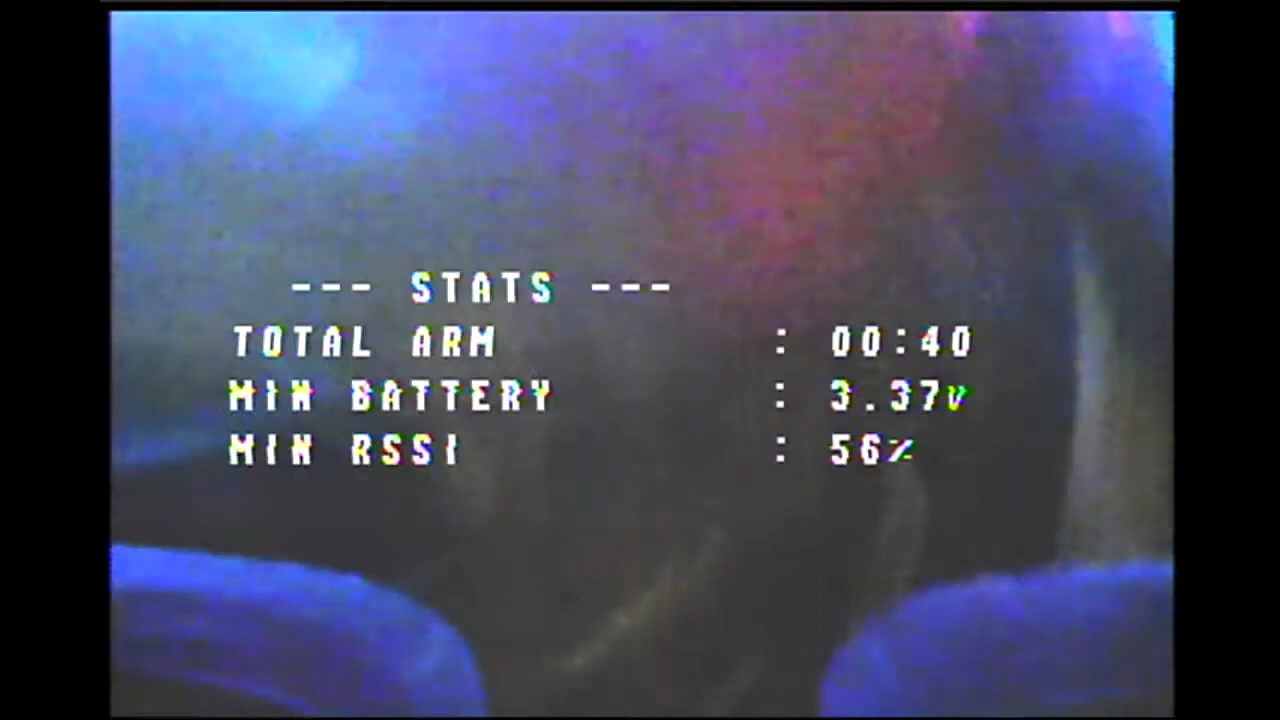 --- STATS ---
TOTAL ARM : 00:40
MIN BATTERY : 3.37V
MIN RSSI : 56%